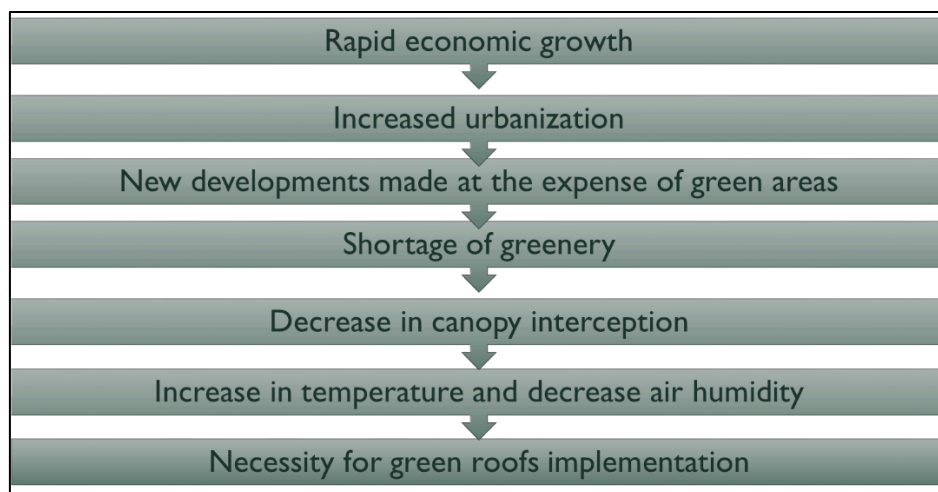 Rapid economic growth
Increased urbanization
New developments made at the expense of green areas
Shortage of greenery
Decrease in canopy interception
Increase in temperature and decrease air humidity
Necessity for green roofs implementation